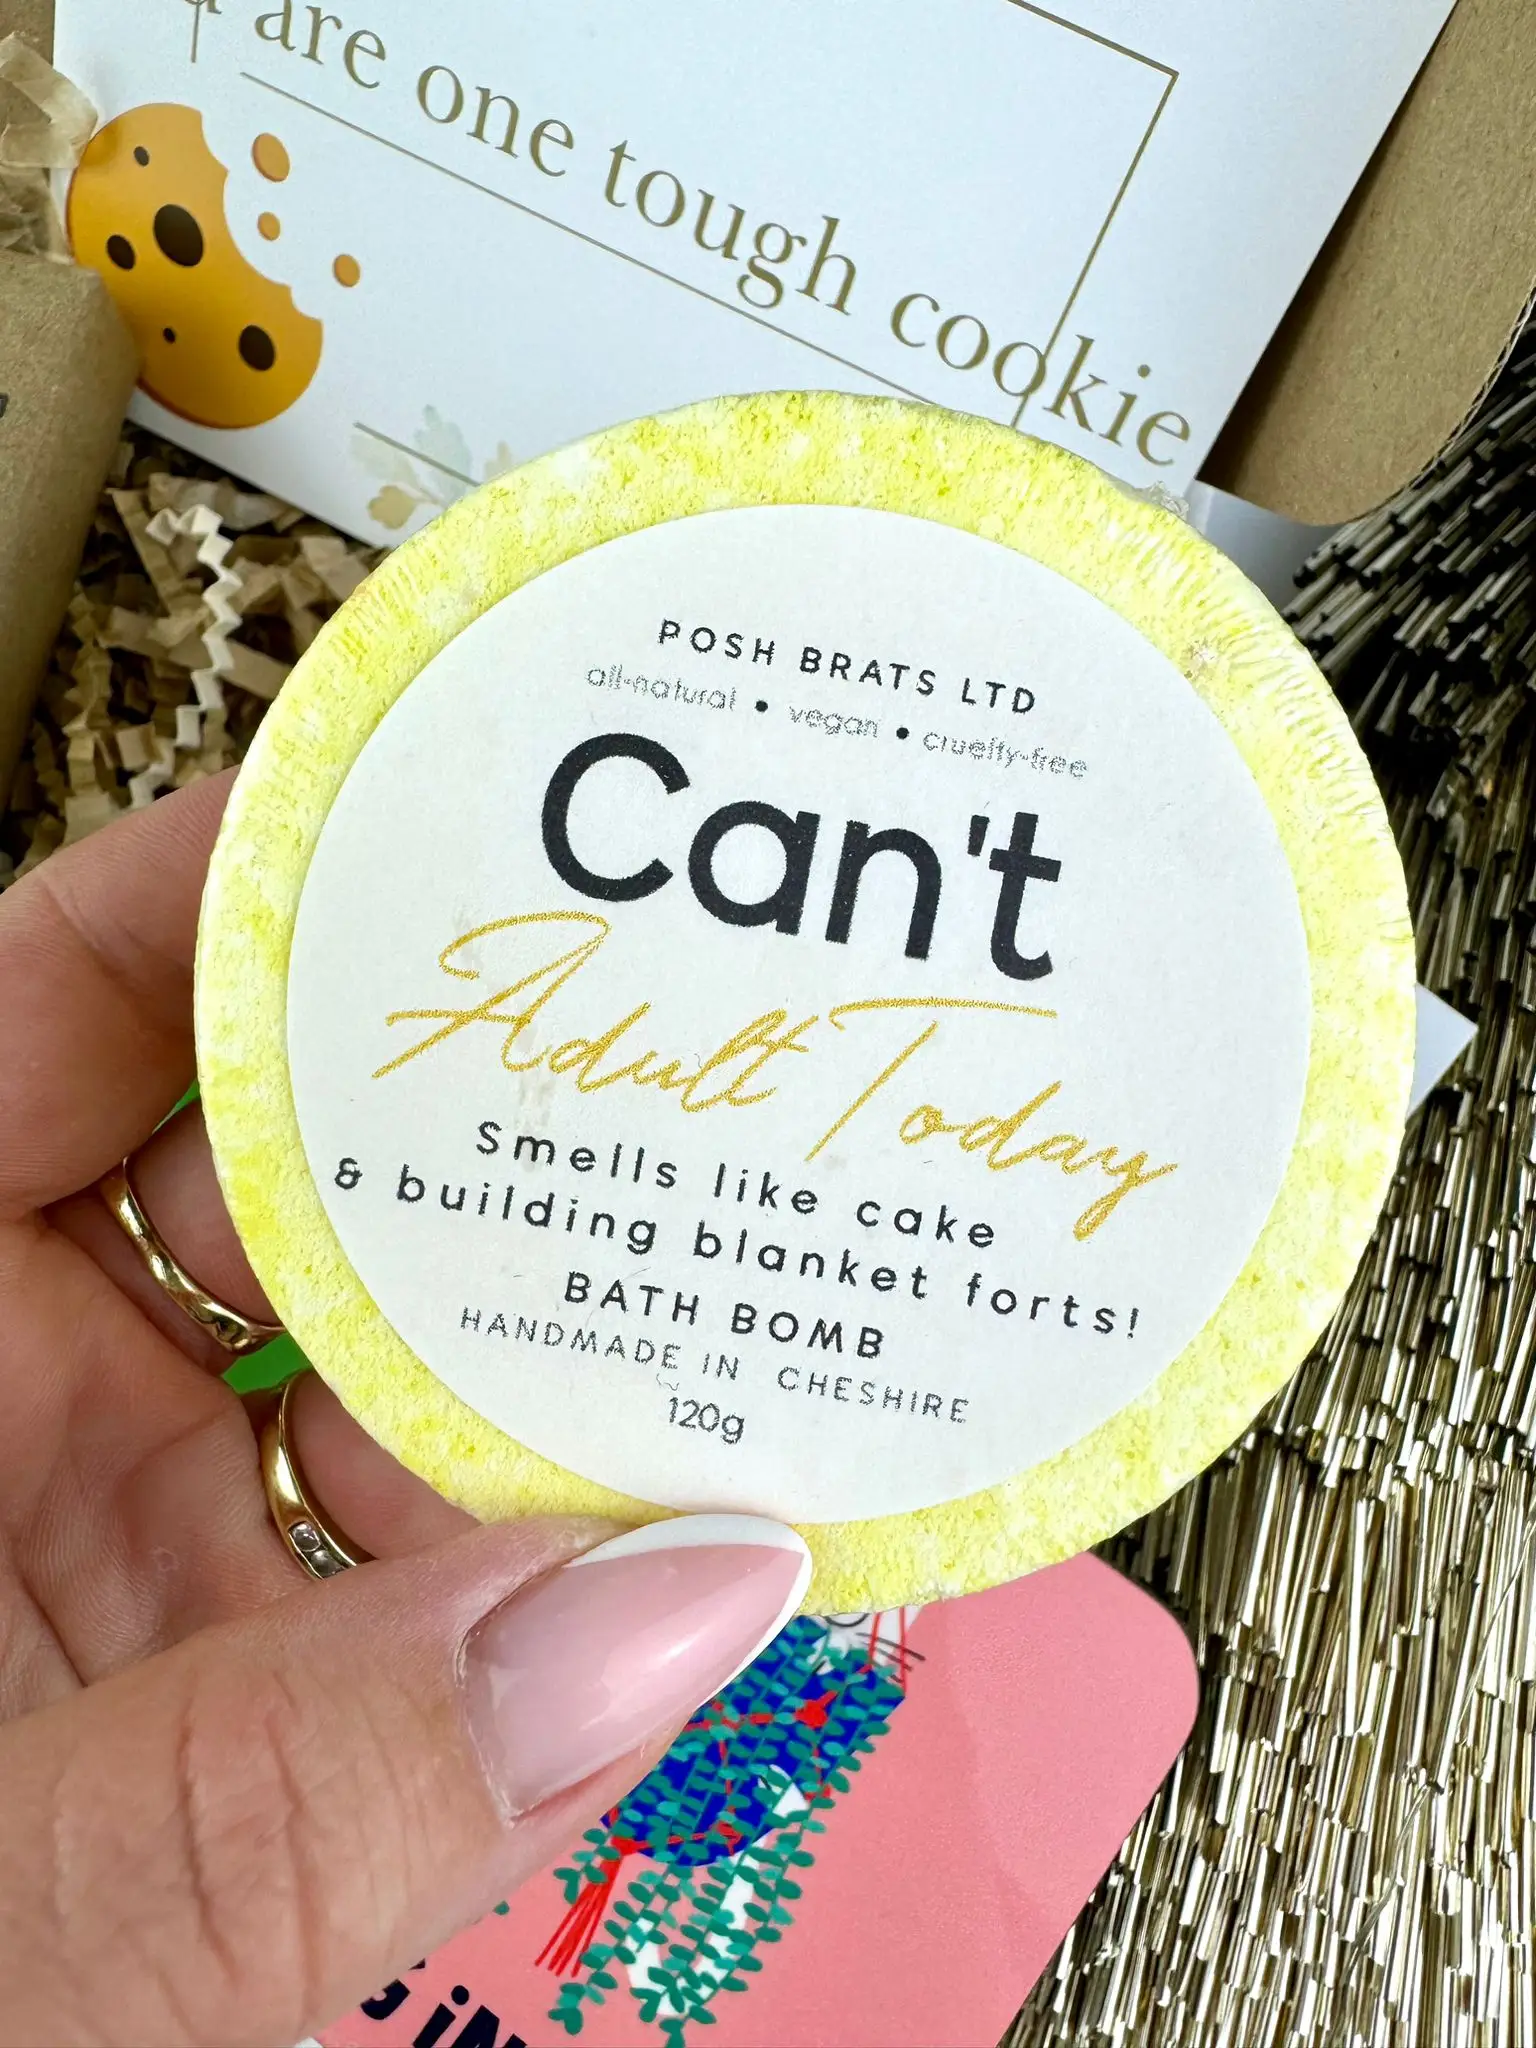 are one tough cookie
POSH BRATS LTD
all-natural • vegan • cruelty-free
Can't
Adult Today
Smells like cake
& building blanket forts!
BATH BOMB
HANDMADE IN CHESHIRE
120g
iN